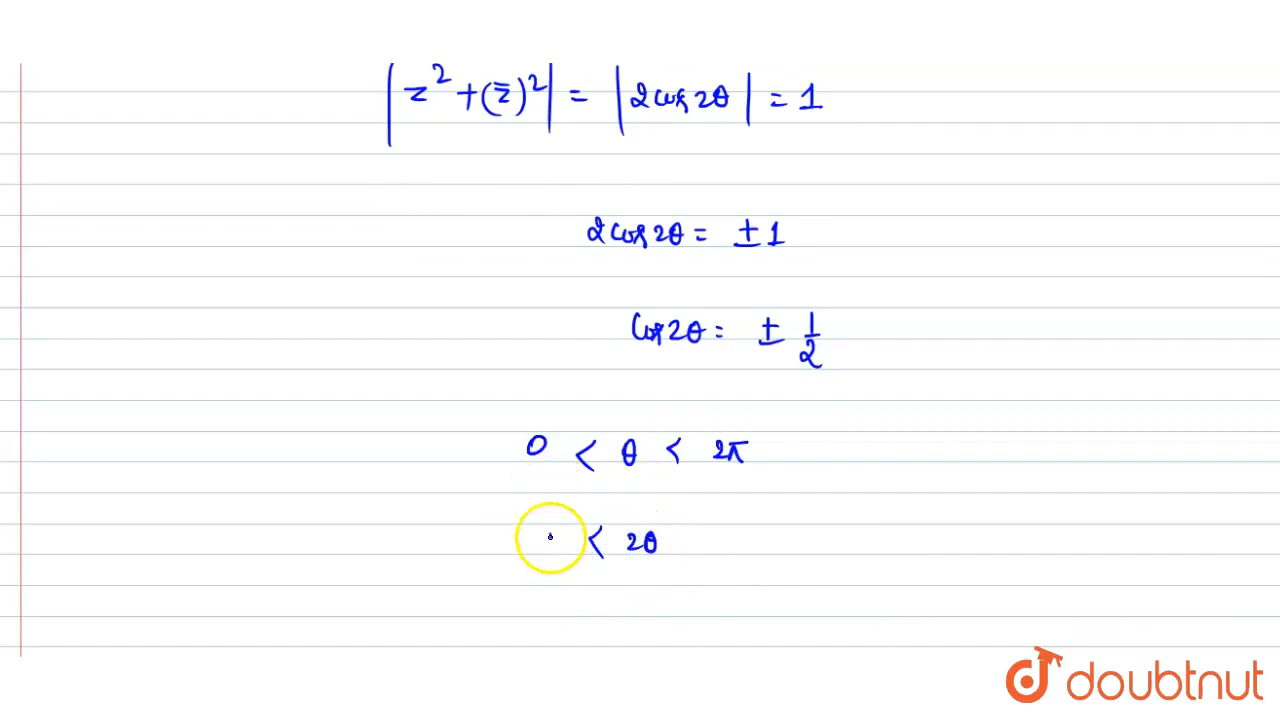 |z² + (z̄)²| = |2cos2θ| = 1
2cos2θ = ± 1
cos2θ = ± 1/2
0 < θ < 2π
< 2θ
doubtnut